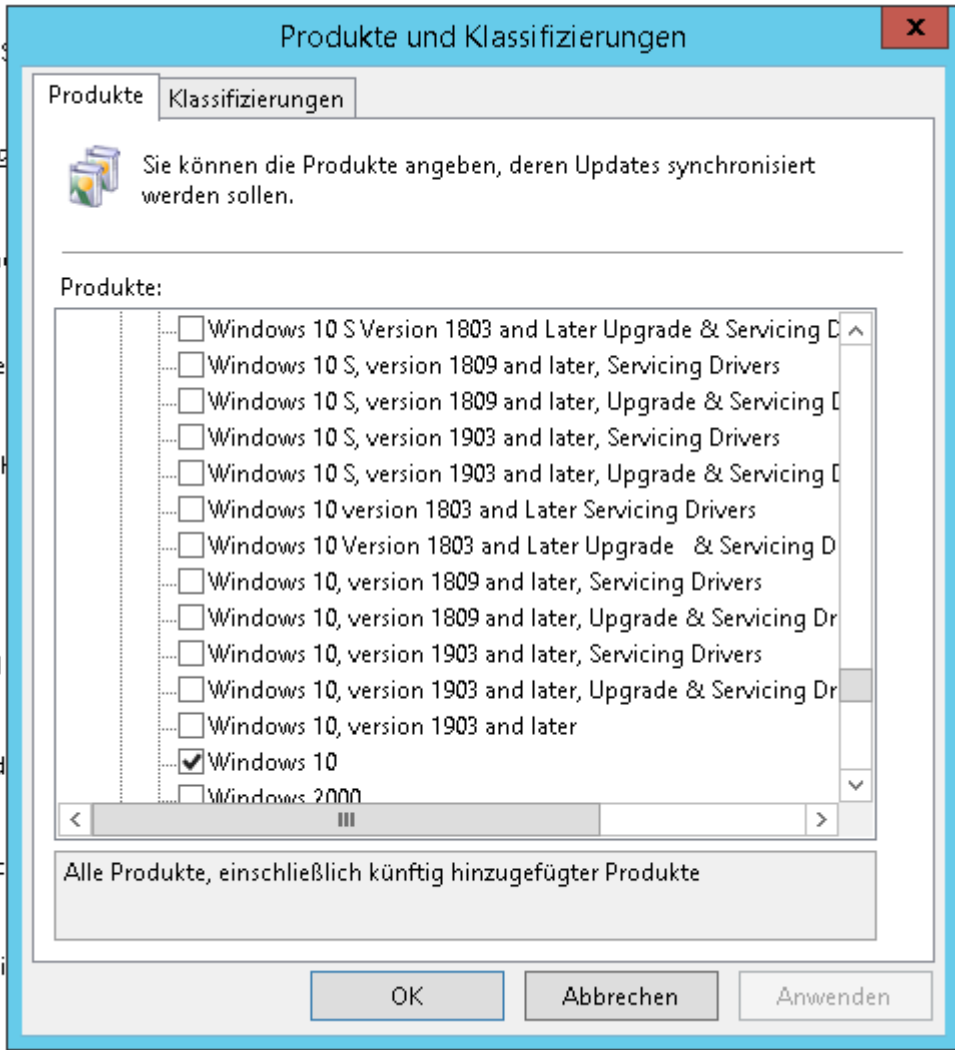 Produkte und Klassifizierungen
x
Produkte
Klassifizierungen
Sie können die Produkte angeben, deren Updates synchronisiert
werden sollen.
Produkte:
Windows 10 S Version 1803 and Later Upgrade & Servicing D
Windows 10 S, version 1809 and later, Servicing Drivers
Windows 10 S, version 1809 and later, Upgrade & Servicing D
Windows 10 S, version 1903 and later, Servicing Drivers
Windows 10 S, version 1903 and later, Upgrade & Servicing D
Windows 10 version 1803 and Later Servicing Drivers
Windows 10 Version 1803 and Later Upgrade   & Servicing D
Windows 10, version 1809 and later, Servicing Drivers
Windows 10, version 1809 and later, Upgrade & Servicing Dr
Windows 10, version 1903 and later, Servicing Drivers
Windows 10, version 1903 and later, Upgrade & Servicing Dr
Windows 10, version 1903 and later
Windows 10
Windows 2000
Alle Produkte, einschließlich künftig hinzugefügter Produkte
OK
Abbrechen
Anwenden